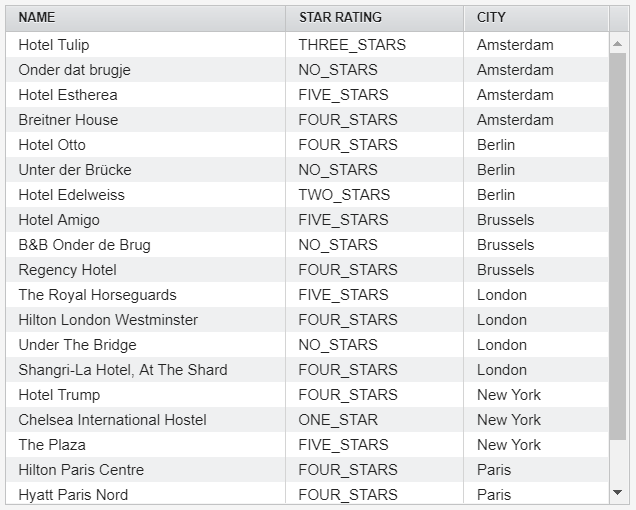 NAME STAR RATING CITY
Hotel Tulip THREE_STARS Amsterdam
Onder dat brugje NO_STARS Amsterdam
Hotel Estherea FIVE_STARS Amsterdam
Breitner House FOUR_STARS Amsterdam
Hotel Otto FOUR_STARS Berlin
Unter der Brücke NO_STARS Berlin
Hotel Edelweiss TWO_STARS Berlin
Hotel Amigo FIVE_STARS Brussels
B&B Onder de Brug NO_STARS Brussels
Regency Hotel FOUR_STARS Brussels
The Royal Horseguards FIVE_STARS London
Hilton London Westminster FOUR_STARS London
Under The Bridge NO_STARS London
Shangri-La Hotel, At The Shard FOUR_STARS London
Hotel Trump FOUR_STARS New York
Chelsea International Hostel ONE_STAR New York
The Plaza FIVE_STARS New York
Hilton Paris Centre FOUR_STARS Paris
Hyatt Paris Nord FOUR_STARS Paris